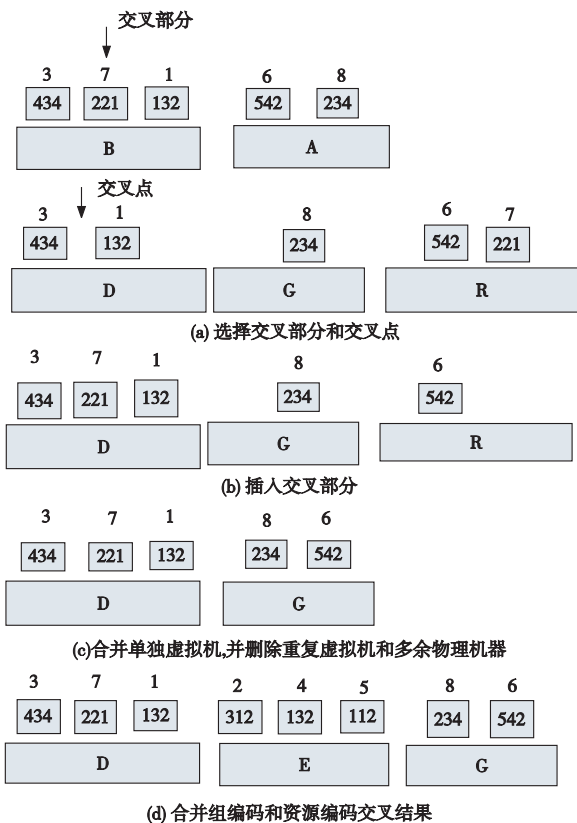 交叉部分
3 7 1 6 8
434 221 132 542 234
B A
交叉点
3 1 8 6 7
434 132 234 542 221
D G R
(a) 选择交叉部分和交叉点
3 7 1 8 6
434 221 132 234 542
D G R
(b) 插入交叉部分
3 7 1 8 6
434 221 132 234 542
D G
(c)合并单独虚拟机,并删除重复虚拟机和多余物理机器
3 7 1 2 4 5 8 6
434 221 132 312 132 112 234 542
D E G
(d) 合并组编码和资源编码交叉结果